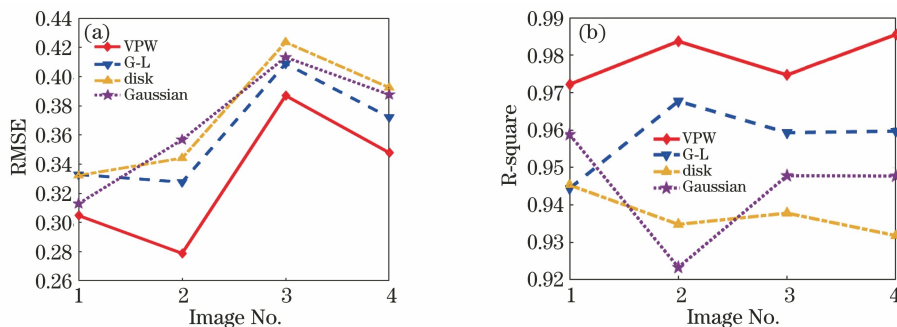 (a)
VPW
G-L
disk
Gaussian
0.44
0.42
0.40
0.38
0.36
0.34
0.32
0.30
0.28
0.26
RMSE
1 2 3 4
Image No.
(b)
VPW
G-L
disk
Gaussian
0.99
0.98
0.97
0.96
0.95
0.94
0.93
0.92
R-square
1 2 3 4
Image No.